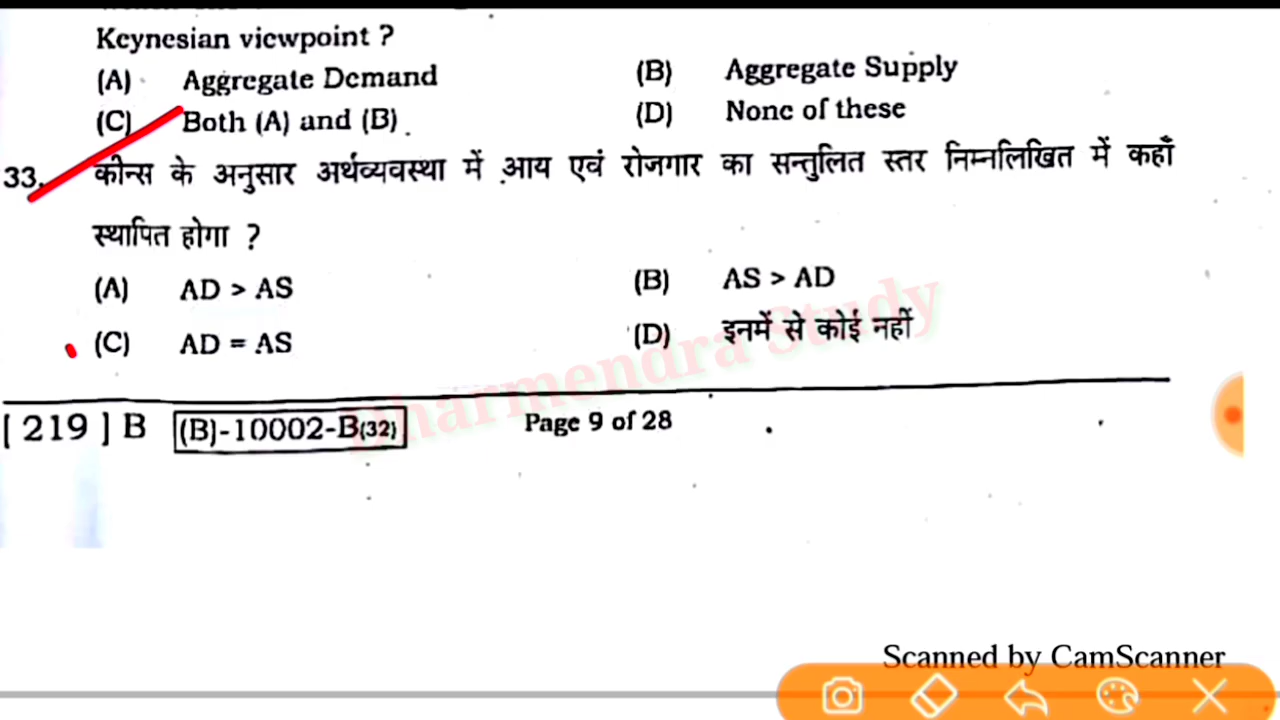 Keynesian viewpoint ?
(A) Aggregate Demand (B) Aggregate Supply
(C) Both (A) and (B) (D) None of these
33. कीन्स के अनुसार अर्थव्यवस्था में आय एवं रोजगार का सन्तुलित स्तर निम्नलिखित में कहाँ
स्थापित होगा ?
(A) AD > AS (B) AS > AD
(C) AD = AS (D) इनमें से कोई नहीं
Dharmendra Study
[ 219 ] B (B)-10002-B(32) Page 9 of 28
Scanned by CamScanner